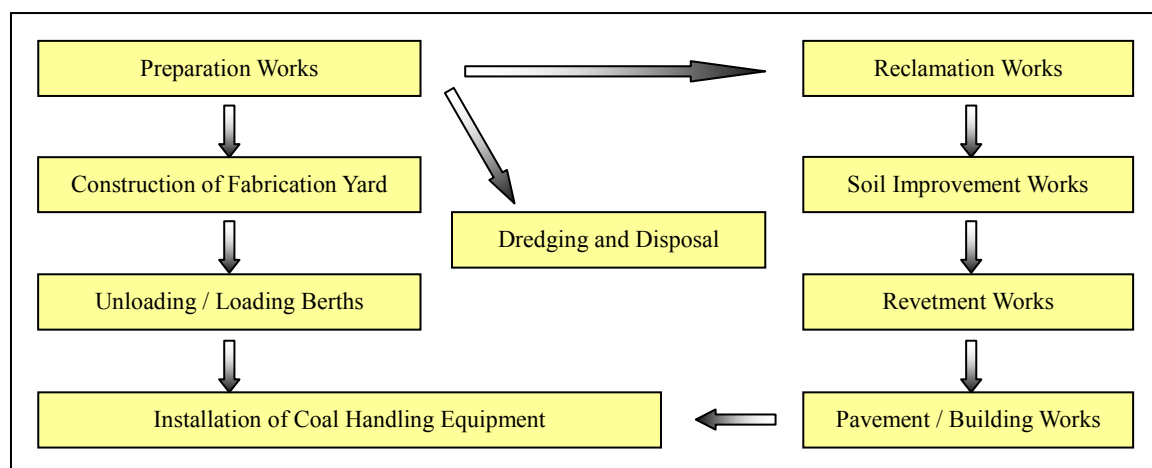 Preparation Works
Reclamation Works
Construction of Fabrication Yard
Soil Improvement Works
Dredging and Disposal
Unloading / Loading Berths
Revetment Works
Installation of Coal Handling Equipment
Pavement / Building Works